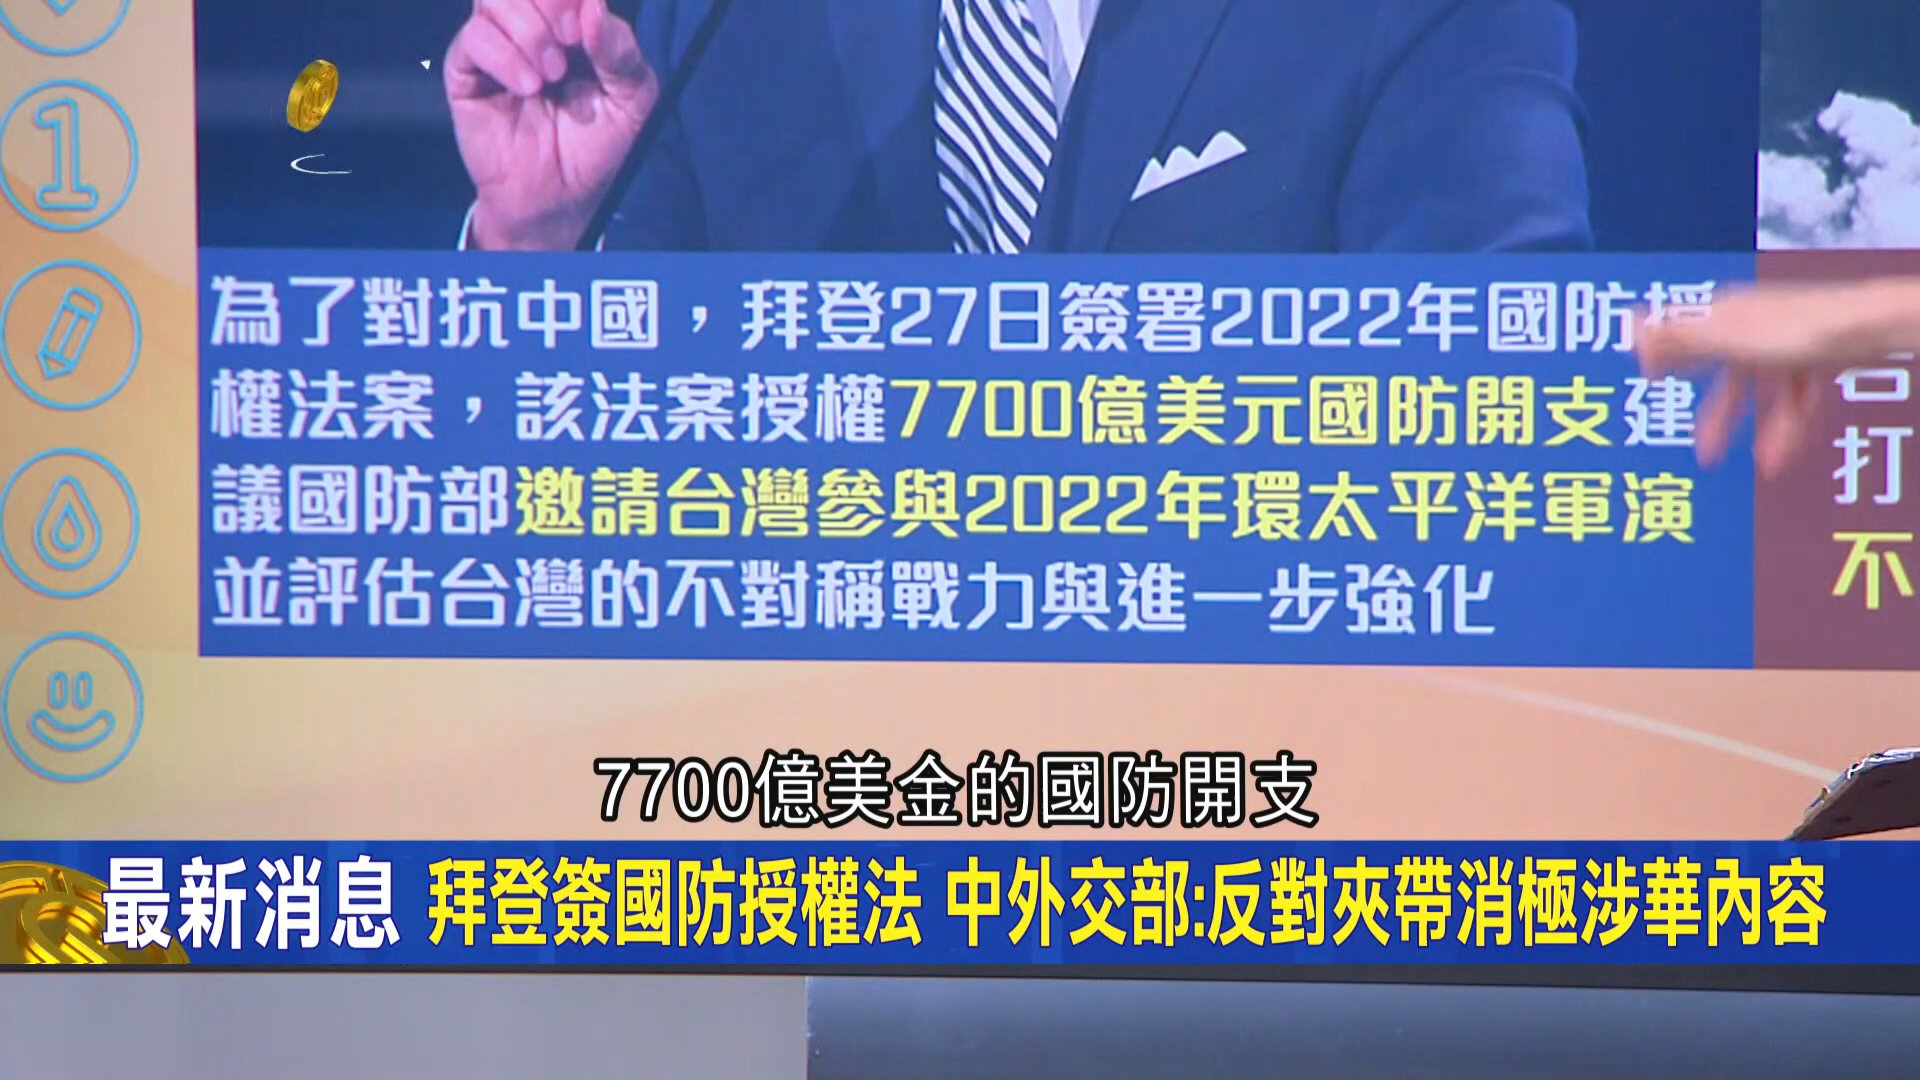 1
為了對抗中國，拜登27日簽署2022年國防授
權法案，該法案授權7700億美元國防開支建
議國防部邀請台灣參與2022年環太平洋軍演
並評估台灣的不對稱戰力與進一步強化
打
不
7700億美金的國防開支
最新消息 拜登簽國防授權法 中外交部:反對夾帶消極涉華內容